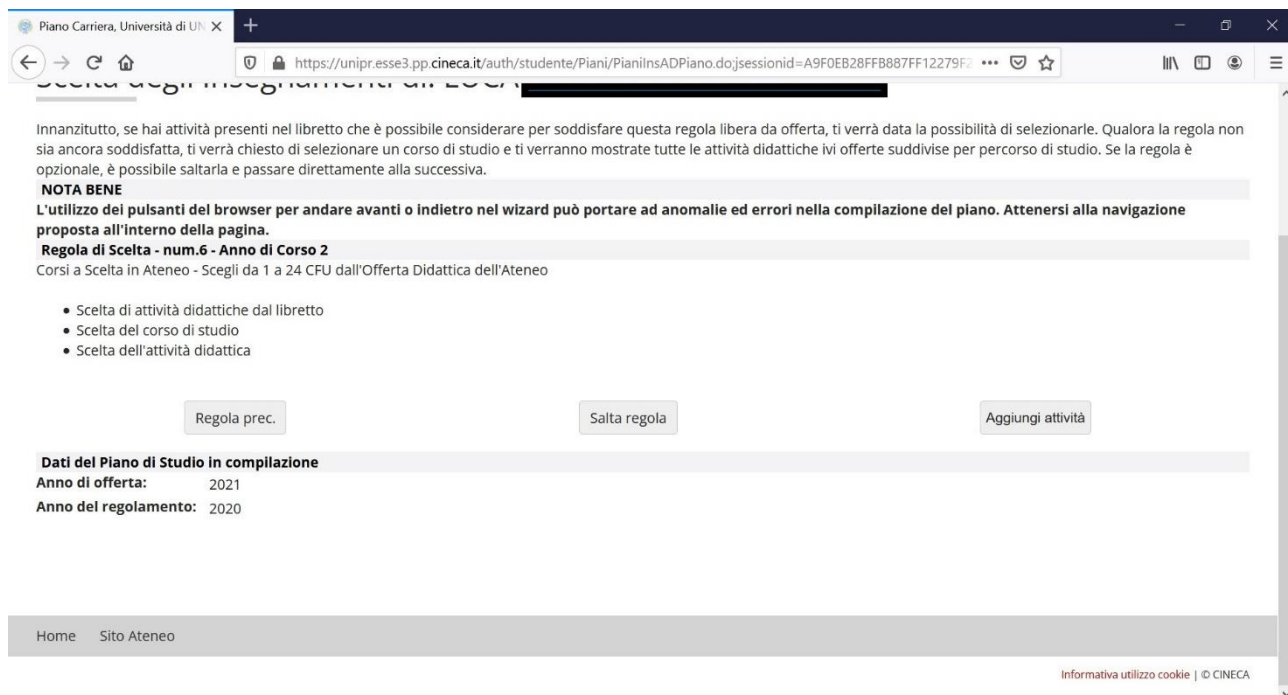 Piano Carriera, Università di UN
https://unipr.esse3.pp.cineca.it/auth/studente/Piani/PianiInsADPiano.do;jsessionid=A9F0EB28FFB887FF12279F2
Scelta degli insegnamenti di: LUCA
Innanzitutto, se hai attività presenti nel libretto che è possibile considerare per soddisfare questa regola libera da offerta, ti verrà data la possibilità di selezionarle. Qualora la regola non
sia ancora soddisfatta, ti verrà chiesto di selezionare un corso di studio e ti verranno mostrate tutte le attività didattiche ivi offerte suddivise per percorso di studio. Se la regola è
opzionale, è possibile saltarla e passare direttamente alla successiva.
NOTA BENE
L'utilizzo dei pulsanti del browser per andare avanti o indietro nel wizard può portare ad anomalie ed errori nella compilazione del piano. Attenersi alla navigazione
proposta all'interno della pagina.
Regola di Scelta - num.6 - Anno di Corso 2
Corsi a Scelta in Ateneo - Scegli da 1 a 24 CFU dall'Offerta Didattica dell'Ateneo
• Scelta di attività didattiche dal libretto
• Scelta del corso di studio
• Scelta dell'attività didattica
Regola prec. Salta regola Aggiungi attività
Dati del Piano di Studio in compilazione
Anno di offerta: 2021
Anno del regolamento: 2020
Home Sito Ateneo
Informativa utilizzo cookie | © CINECA